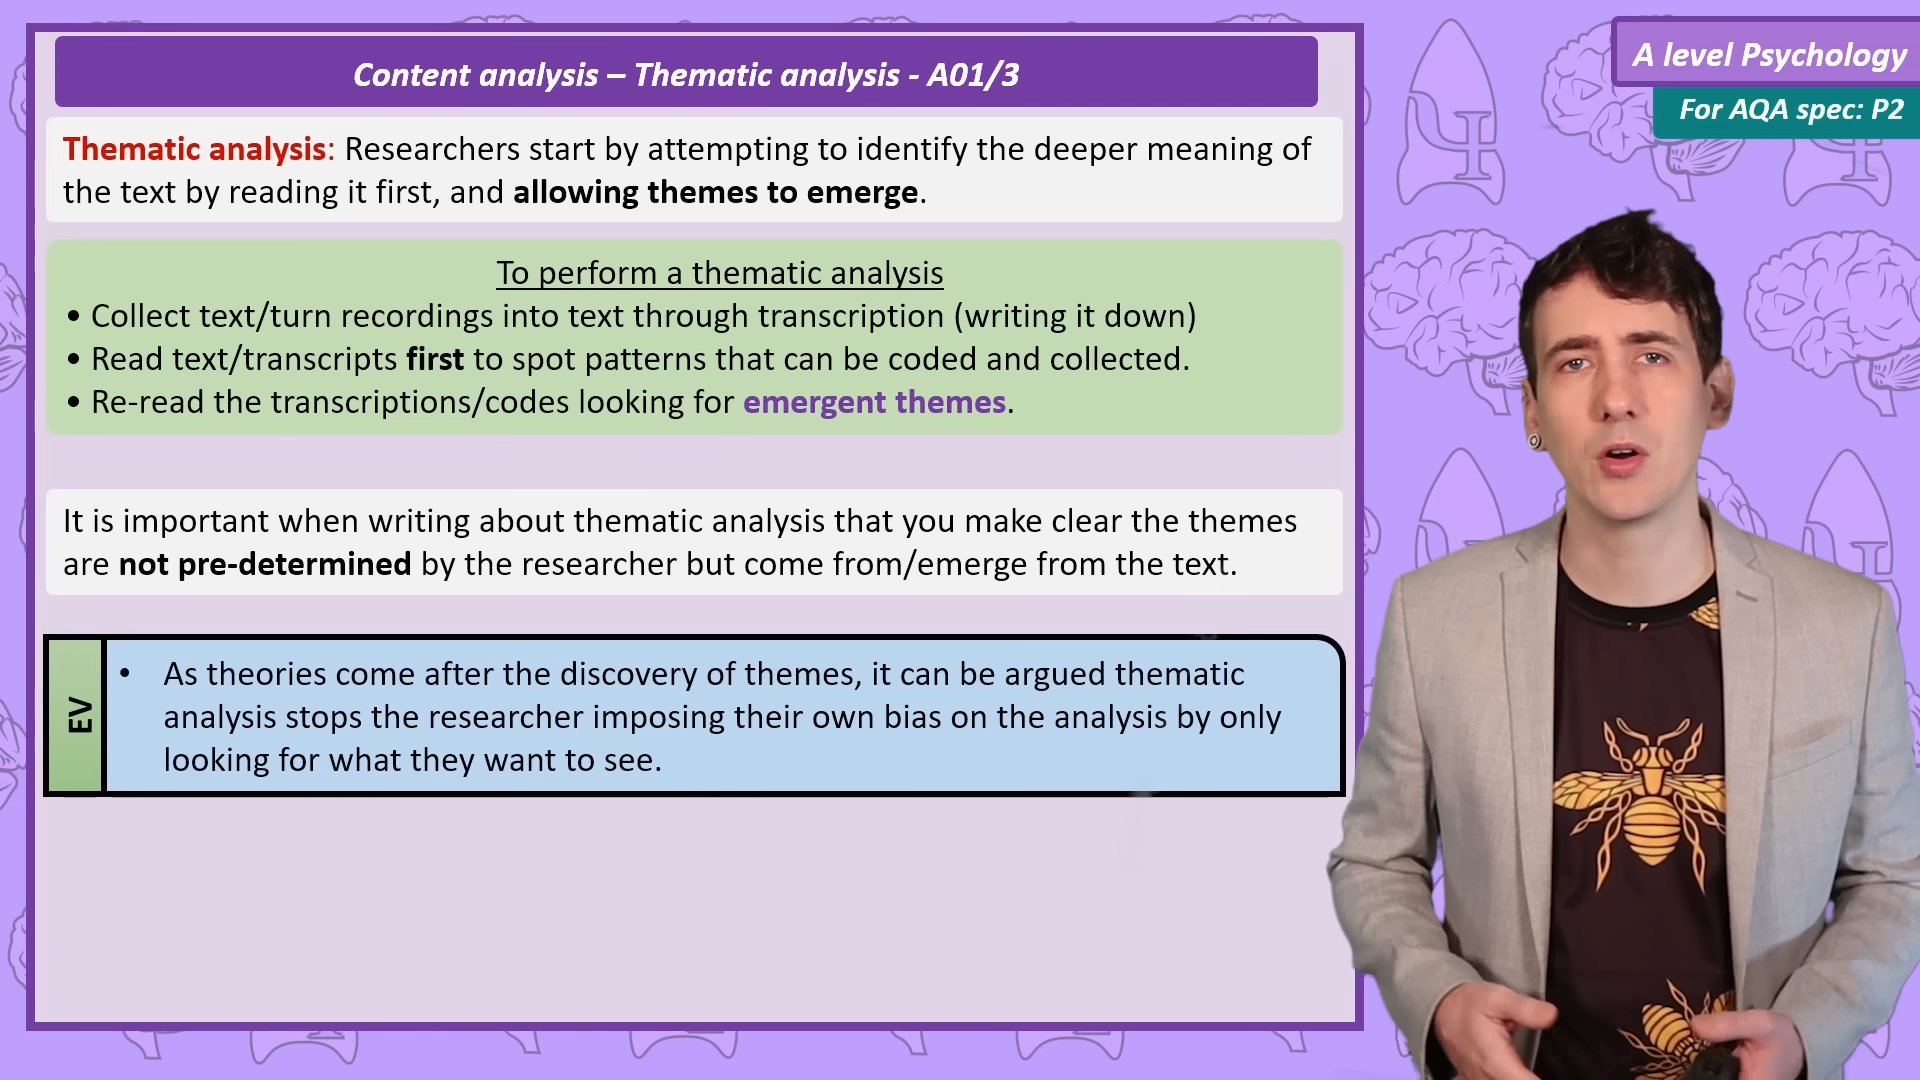 Content analysis – Thematic analysis - A01/3
A level Psychology
For AQA spec: P2
Thematic analysis: Researchers start by attempting to identify the deeper meaning of
the text by reading it first, and allowing themes to emerge.
To perform a thematic analysis
• Collect text/turn recordings into text through transcription (writing it down)
• Read text/transcripts first to spot patterns that can be coded and collected.
• Re-read the transcriptions/codes looking for emergent themes.
It is important when writing about thematic analysis that you make clear the themes
are not pre-determined by the researcher but come from/emerge from the text.
EV
• As theories come after the discovery of themes, it can be argued thematic
analysis stops the researcher imposing their own bias on the analysis by only
looking for what they want to see.